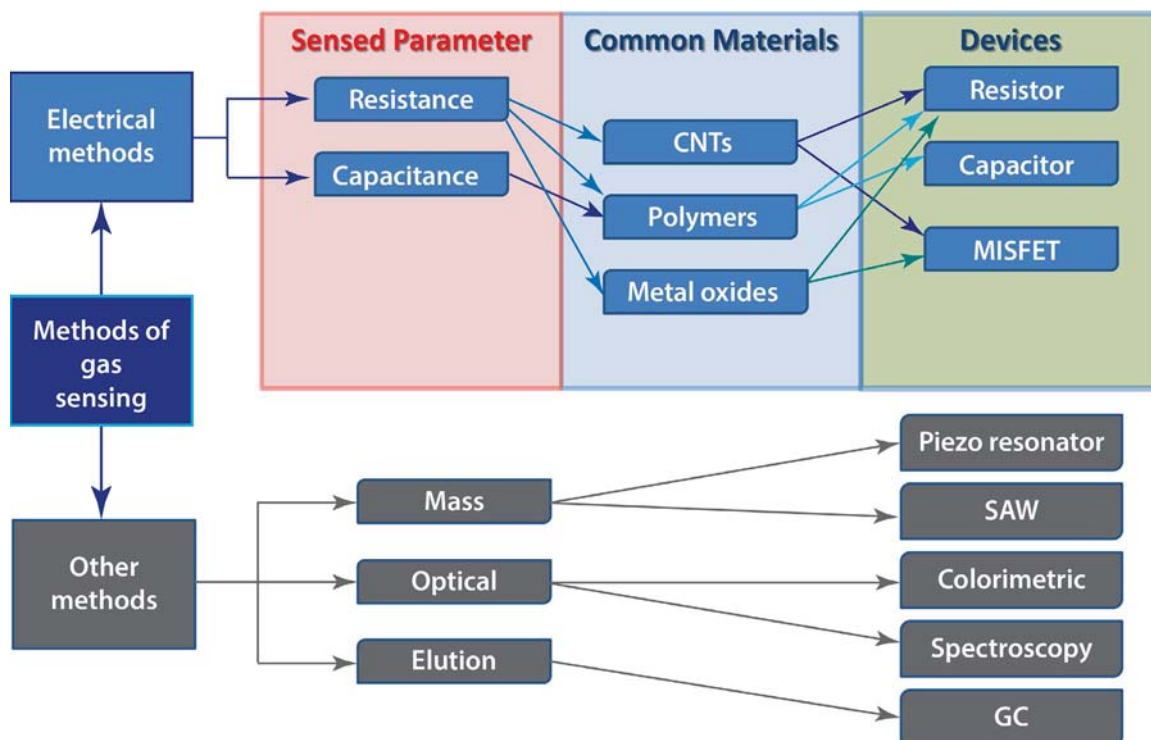 Sensed Parameter
Common Materials
Devices
Electrical
methods
Resistance
Capacitance
CNTs
Polymers
Metal oxides
Resistor
Capacitor
MISFET
Methods of
gas
sensing
Other
methods
Mass
Optical
Elution
Piezo resonator
SAW
Colorimetric
Spectroscopy
GC